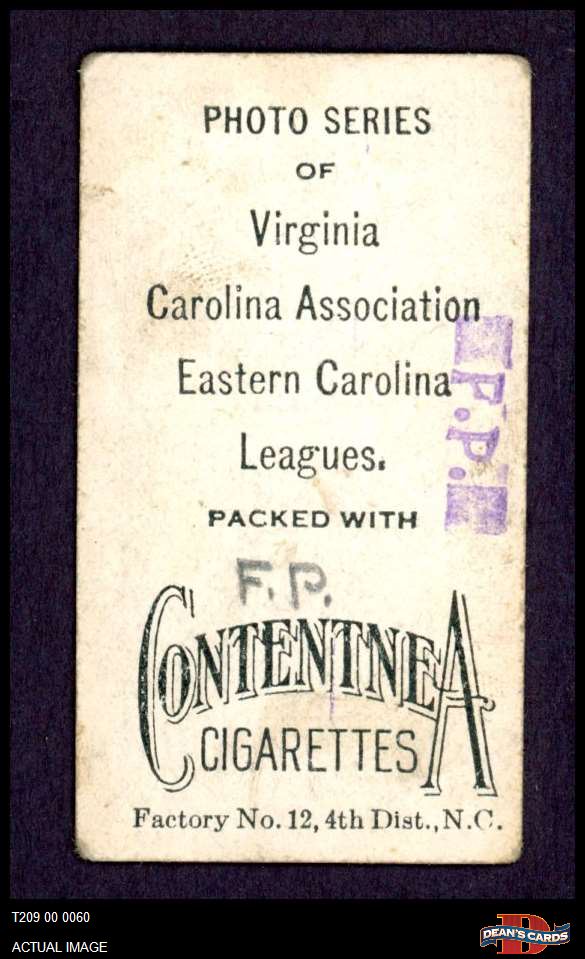 PHOTO SERIES
OF
Virginia
Carolina Association
Eastern Carolina
Leagues.
PACKED WITH
F.P.
F.P.
CONTENTNEA
CIGARETTES
Factory No. 12, 4th Dist., N.C.
T209 00 0060
ACTUAL IMAGE
D
DEAN'S CARDS